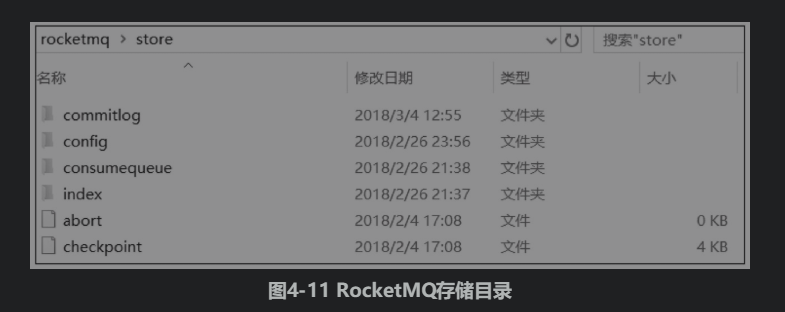 rocketmq > store 搜索"store"
名称 修改日期 类型 大小
commitlog 2018/3/4 12:55 文件夹
config 2018/2/26 23:56 文件夹
consumequeue 2018/2/26 21:38 文件夹
index 2018/2/26 21:37 文件夹
abort 2018/2/4 17:08 文件 0 KB
checkpoint 2018/2/4 17:08 文件 4 KB
图4-11 RocketMQ存储目录